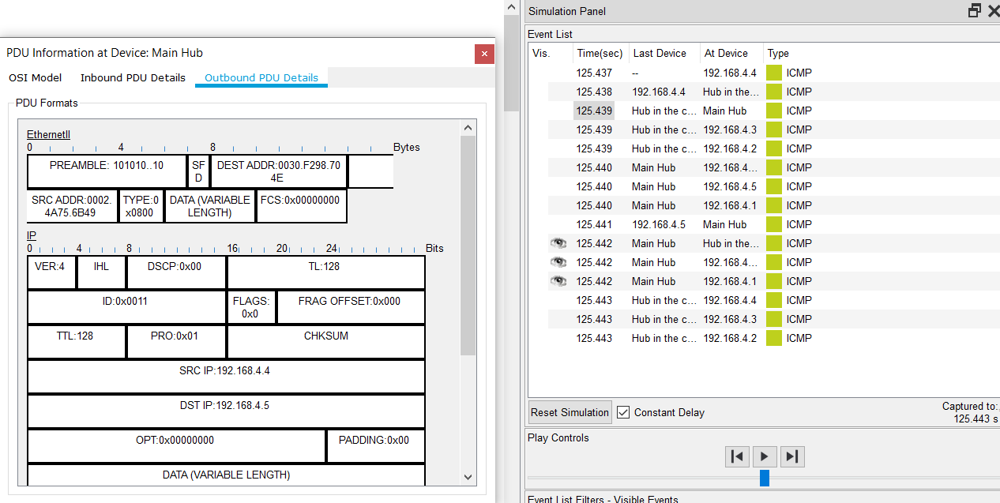 PDU Information at Device: Main Hub
OSI Model Inbound PDU Details Outbound PDU Details
PDU Formats
EthernetII
0 4 8 Bytes
PREAMBLE: 101010..10 SF D DEST ADDR:0030.F298.70 4E
SRC ADDR:0002. 4A75.6B49 TYPE:0 x0800 DATA (VARIABLE LENGTH) FCS:0x00000000
IP
0 4 8 16 20 24 Bits
VER:4 IHL DSCP:0x00 TL:128
ID:0x0011 FLAGS: 0x0 FRAG OFFSET:0x000
TTL:128 PRO:0x01 CHKSUM
SRC IP:192.168.4.4
DST IP:192.168.4.5
OPT:0x00000000 PADDING:0x00
DATA (VARIABLE LENGTH)
Simulation Panel
Event List
Vis. Time(sec) Last Device At Device Type
125.437 -- 192.168.4.4 ICMP
125.438 192.168.4.4 Hub in the... ICMP
125.439 Hub in the c... Main Hub ICMP
125.439 Hub in the c... 192.168.4.3 ICMP
125.439 Hub in the c... 192.168.4.2 ICMP
125.440 Main Hub 192.168.4... ICMP
125.440 Main Hub 192.168.4.5 ICMP
125.440 Main Hub 192.168.4.1 ICMP
125.441 192.168.4.5 Main Hub ICMP
125.442 Main Hub Hub in the... ICMP
125.442 Main Hub 192.168.4... ICMP
125.442 Main Hub 192.168.4.1 ICMP
125.443 Hub in the c... 192.168.4.4 ICMP
125.443 Hub in the c... 192.168.4.3 ICMP
125.443 Hub in the c... 192.168.4.2 ICMP
Reset Simulation Constant Delay
Captured to:
125.443 s
Play Controls
Event List Filters - Visible Events